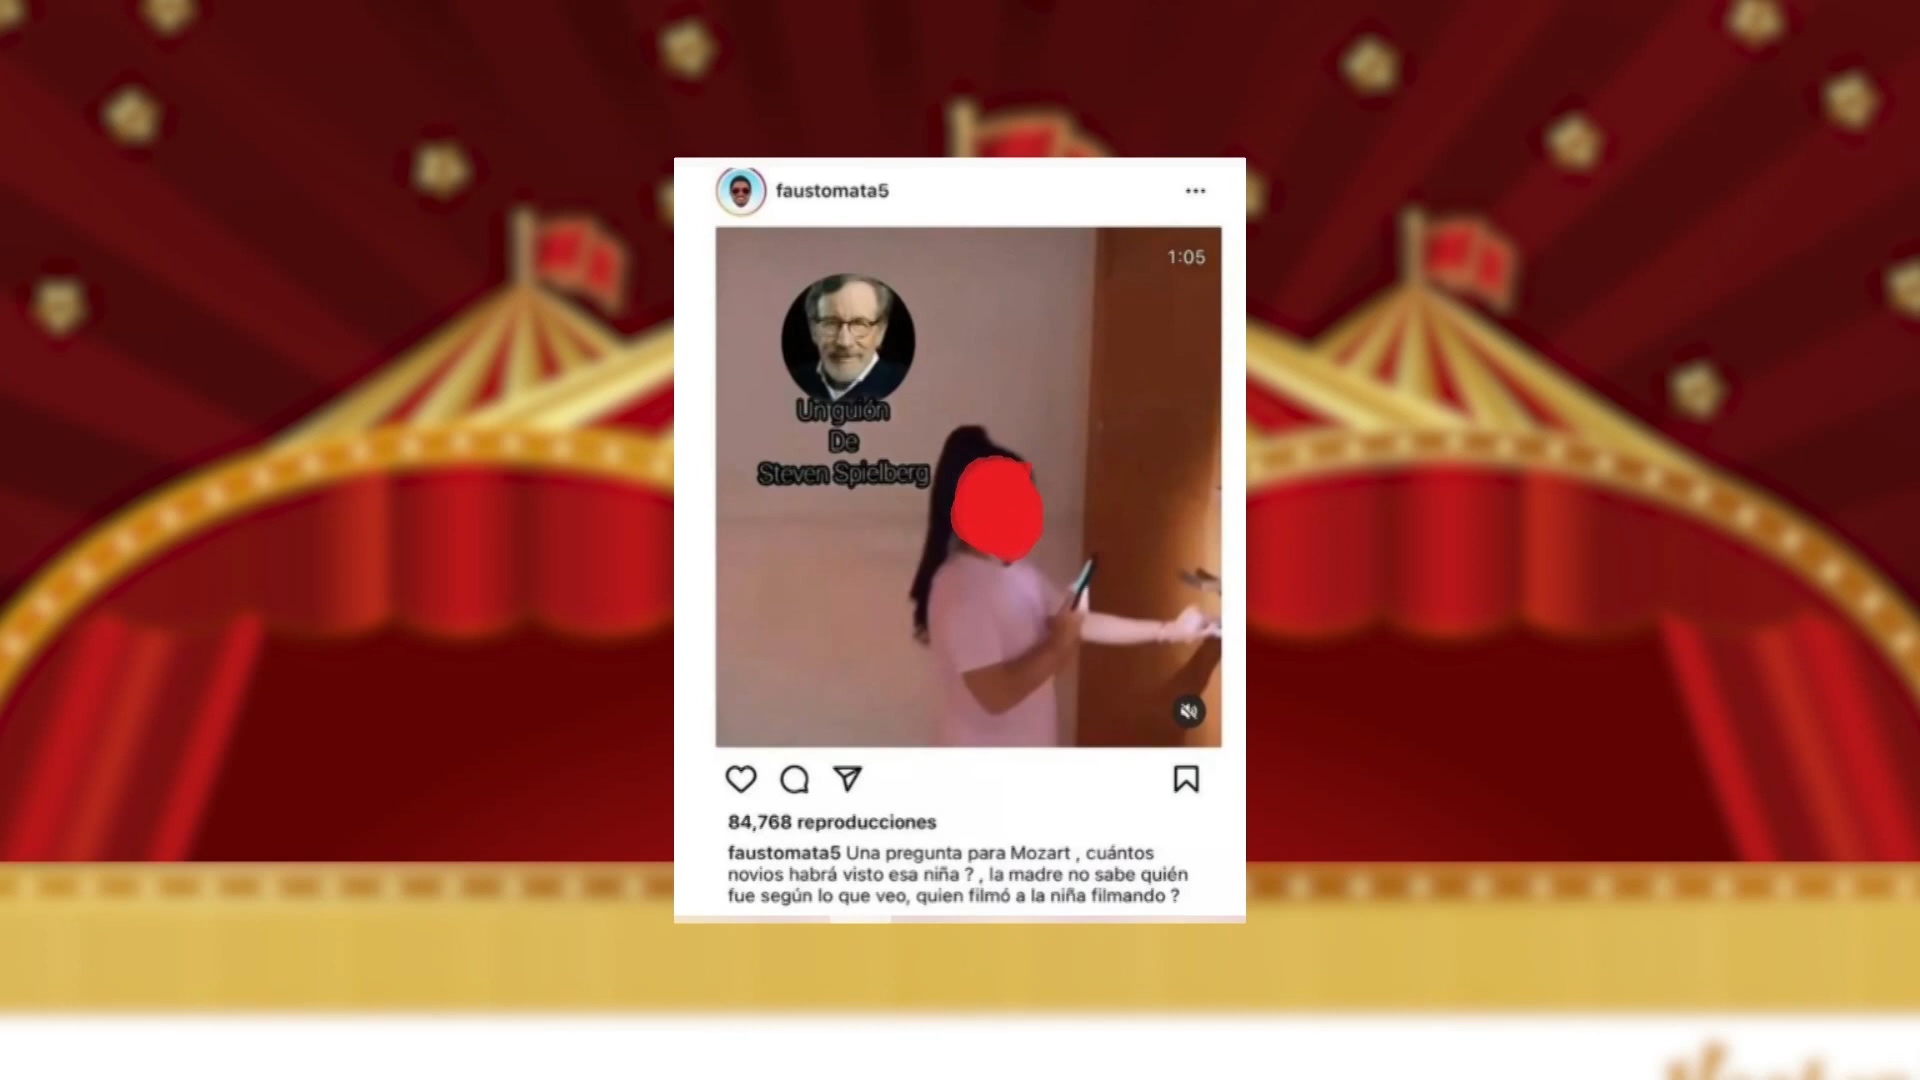 faustomata5
1:05
Un guión
De
Steven Spielberg
84,768 reproducciones
faustomata5 Una pregunta para Mozart , cuántos
novios habrá visto esa niña ? , la madre no sabe quién
fue según lo que veo, quien filmó a la niña filmando ?